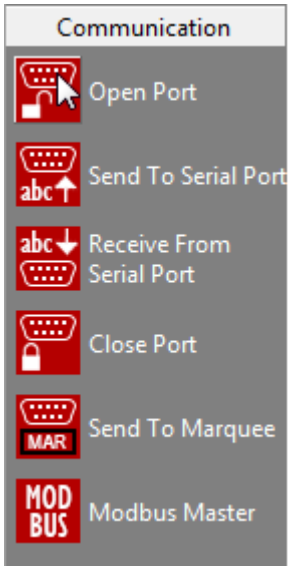 Communication
Open Port
abc
Send To Serial Port
abc
Receive From
Serial Port
Close Port
MAR
Send To Marquee
MOD
BUS
Modbus Master